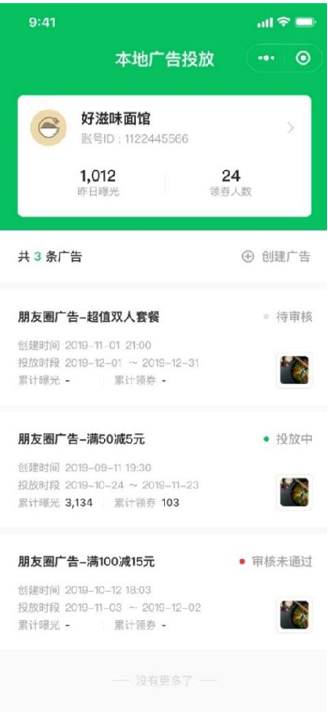 9:41
本地广告投放
好滋味面馆
账号ID：1122445566
1,012
昨日曝光
24
领券人数
共 3 条广告
创建广告
朋友圈广告-超值双人套餐
待审核
创建时间 2019-11-01 21:00
投放时段 2019-12-01 ~ 2019-12-31
累计曝光 - 累计领券 -
朋友圈广告-满50减5元
投放中
创建时间 2019-09-11 19:30
投放时段 2019-10-24 ~ 2019-11-23
累计曝光 3,134 累计领券 103
朋友圈广告-满100减15元
审核未通过
创建时间 2019-10-12 18:03
投放时段 2019-11-03 ~ 2019-12-02
累计曝光 - 累计领券 -
没有更多了